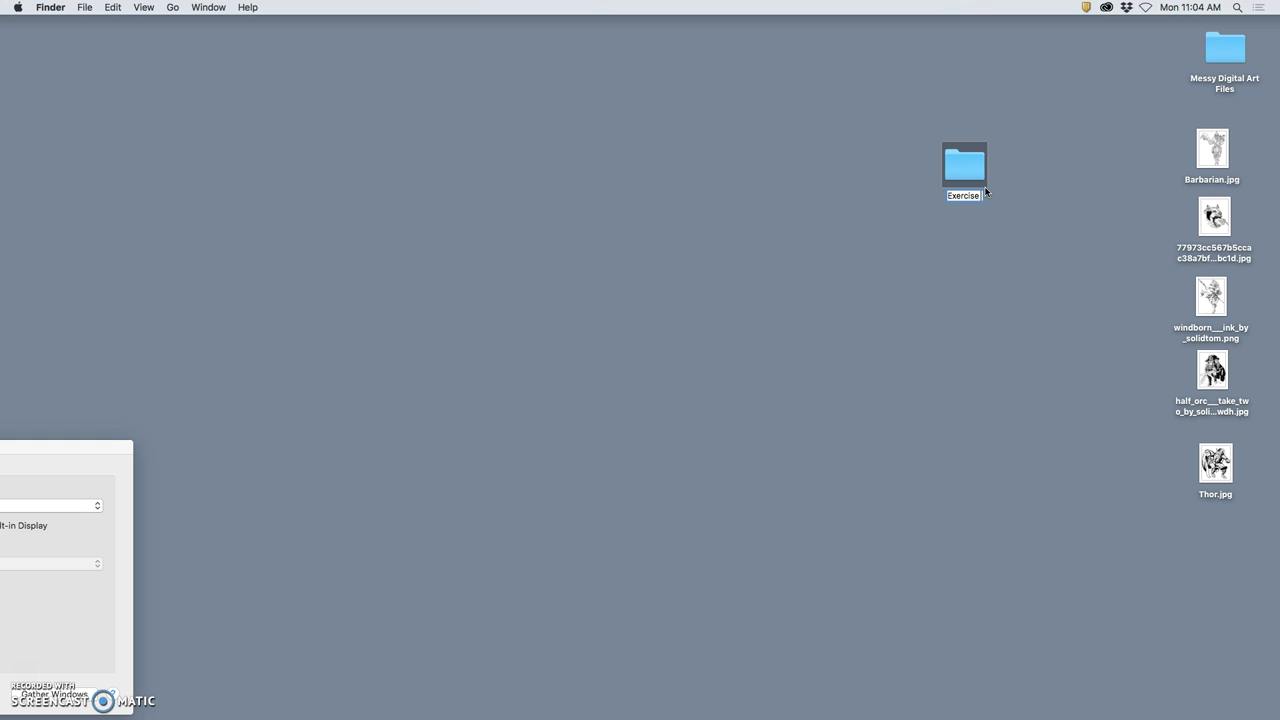 Finder File Edit View Go Window Help Mon 11:04 AM
Messy Digital Art
Files
Exercise
Barbarian.jpg
77973cc567b5cca
c38a7bf...bc1d.jpg
windborn__ink_by
_solidtom.png
half_orc__take_tw
o_by_soli...wdh.jpg
Thor.jpg
lt-in Display
Gather Windows
RECORDED WITH
SCREENCAST MATIC